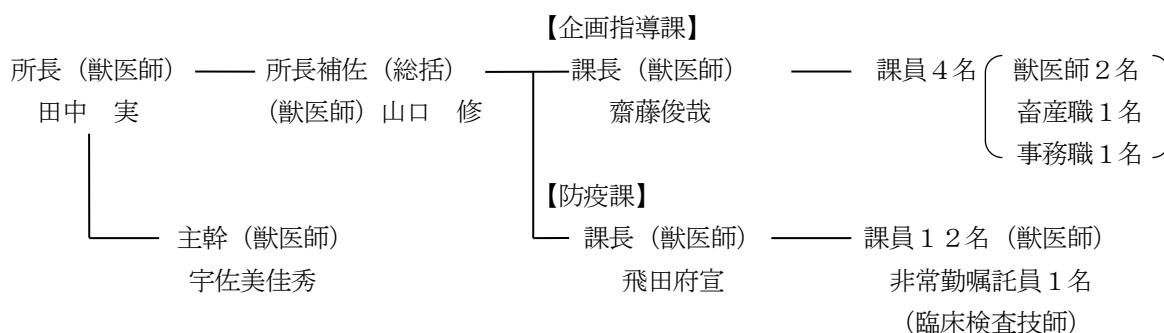 【企画指導課】
所長（獣医師） 所長補佐（総括） 課長（獣医師） 課員４名 獣医師２名
田中　実 （獣医師）山口　修 齋藤俊哉 畜産職１名
事務職１名
【防疫課】
主幹（獣医師） 課長（獣医師） 課員１２名（獣医師）
宇佐美佳秀 飛田府宣 非常勤嘱託員１名
（臨床検査技師）